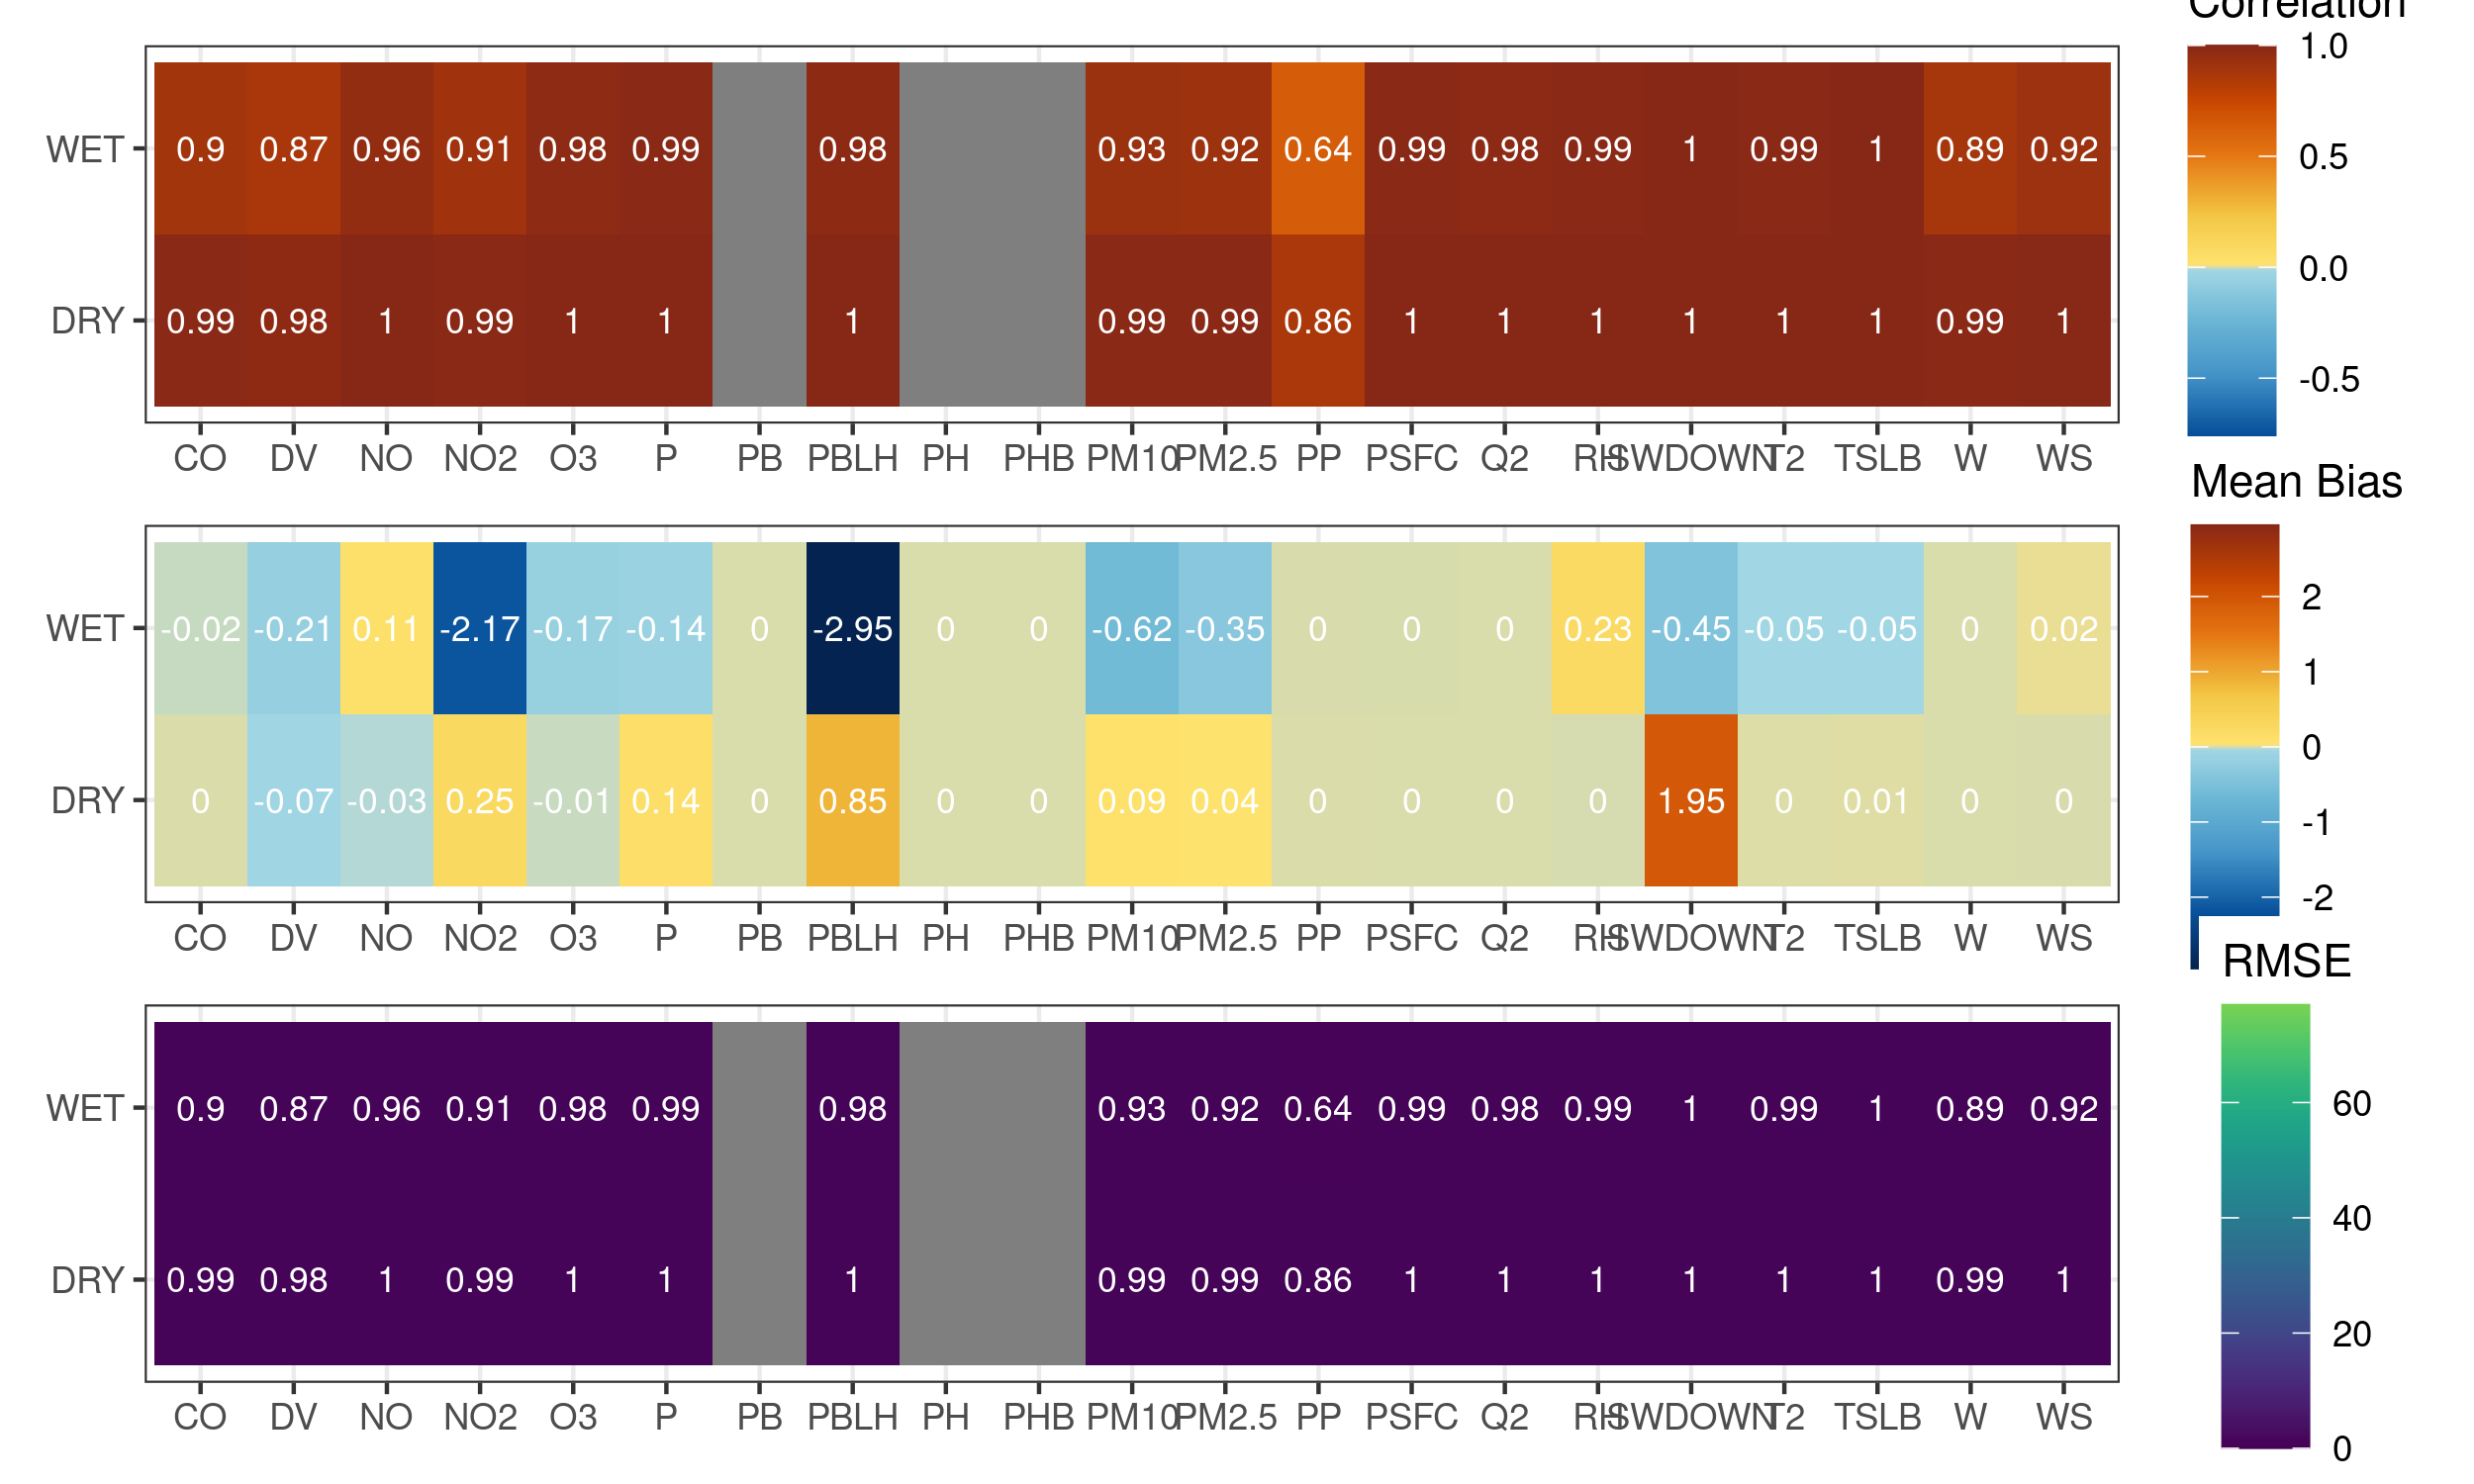 Correlation
1.0
0.5
0.0
-0.5
WET 0.9 0.87 0.96 0.91 0.98 0.99 0.98 0.93 0.92 0.64 0.99 0.98 0.99 1 0.99 1 0.89 0.92
DRY 0.99 0.98 1 0.99 1 1 1 0.99 0.99 0.86 1 1 1 1 1 1 0.99 1
CO DV NO NO2 O3 P PB PBLH PH PHB PM10 PM2.5 PP PSFC Q2 RH SWDOWN T2 TSLB W WS
Mean Bias
2
1
0
-1
-2
WET -0.02 -0.21 0.11 -2.17 -0.17 -0.14 0 -2.95 0 0 -0.62 -0.35 0 0 0 0.23 -0.45 -0.05 -0.05 0 0.02
DRY 0 -0.07 -0.03 0.25 -0.01 0.14 0 0.85 0 0 0.09 0.04 0 0 0 0 1.95 0 0.01 0 0
CO DV NO NO2 O3 P PB PBLH PH PHB PM10 PM2.5 PP PSFC Q2 RH SWDOWN T2 TSLB W WS
RMSE
60
40
20
0
WET 0.9 0.87 0.96 0.91 0.98 0.99 0.98 0.93 0.92 0.64 0.99 0.98 0.99 1 0.99 1 0.89 0.92
DRY 0.99 0.98 1 0.99 1 1 1 0.99 0.99 0.86 1 1 1 1 1 1 0.99 1
CO DV NO NO2 O3 P PB PBLH PH PHB PM10 PM2.5 PP PSFC Q2 RH SWDOWN T2 TSLB W WS